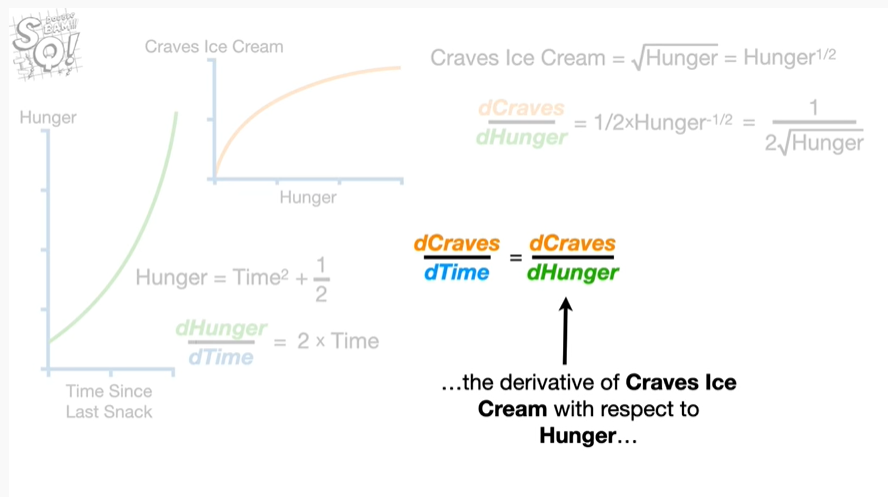 Craves Ice Cream
Hunger
Hunger
Time Since
Last Snack
Hunger = Time² + 1/2
dHunger/dTime = 2 × Time
Craves Ice Cream = √Hunger = Hunger^1/2
dCraves/dHunger = 1/2×Hunger^-1/2 = 1/(2√Hunger)
dCraves/dTime = dCraves/dHunger
…the derivative of Craves Ice
Cream with respect to
Hunger…